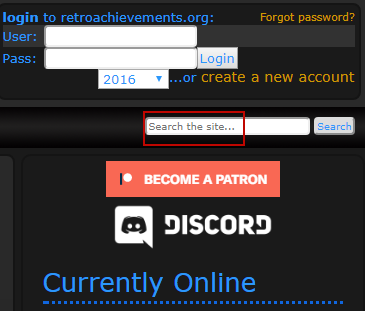 login to retroachievements.org: Forgot password?
User:
Pass: Login
2016 ...or create a new account
Search the site... Search
BECOME A PATRON
DISCORD
Currently Online